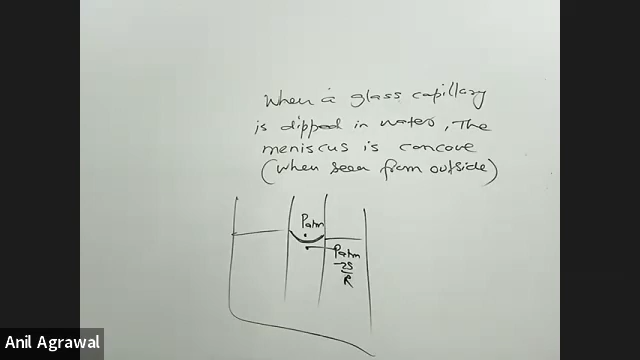 When a glass capillary
is dipped in water, The
meniscus is concave
(when seen from outside)
Patm
Patm
-2S
R
Anil Agrawal